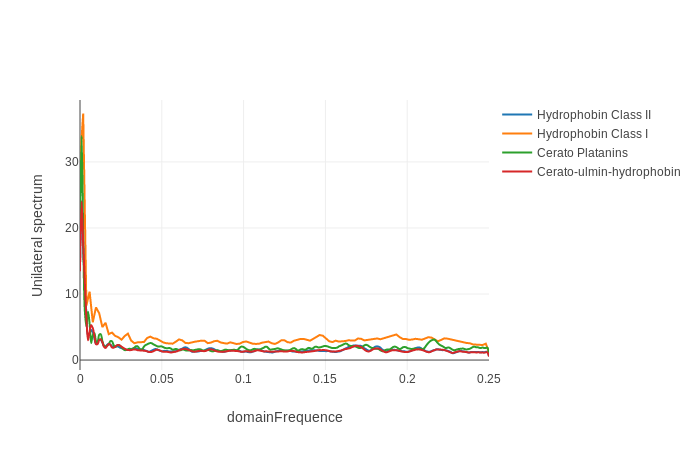 Hydrophobin Class II
Hydrophobin Class I
Cerato Platanins
Cerato-ulmin-hydrophobin
Unilateral spectrum
30
20
10
0
0
0.05
0.1
0.15
0.2
0.25
domainFrequence